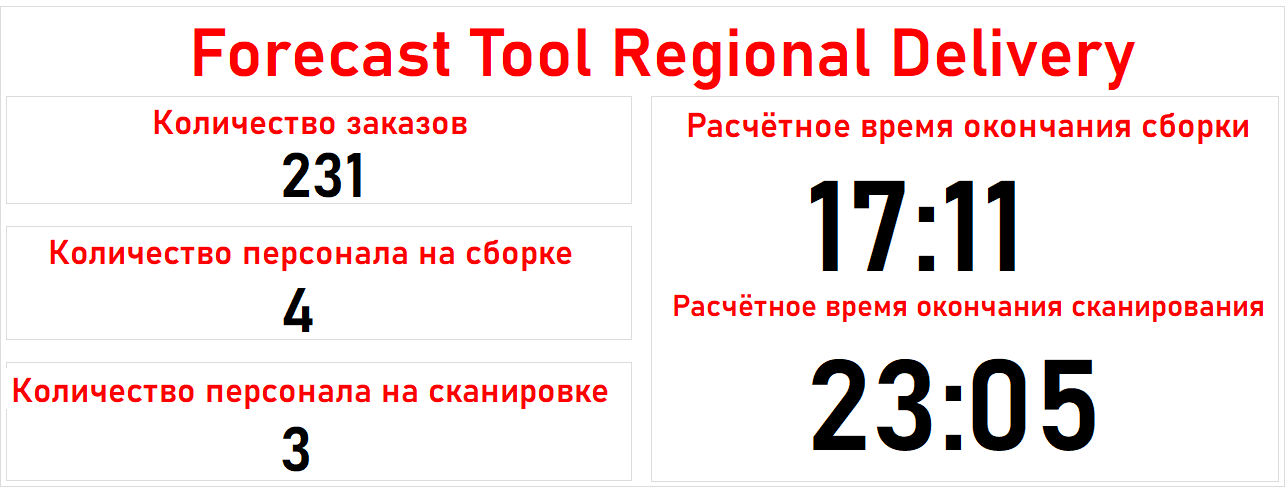 Forecast Tool Regional Delivery
Количество заказов
231
Количество персонала на сборке
4
Количество персонала на сканировке
3
Расчётное время окончания сборки
17:11
Расчётное время окончания сканирования
23:05